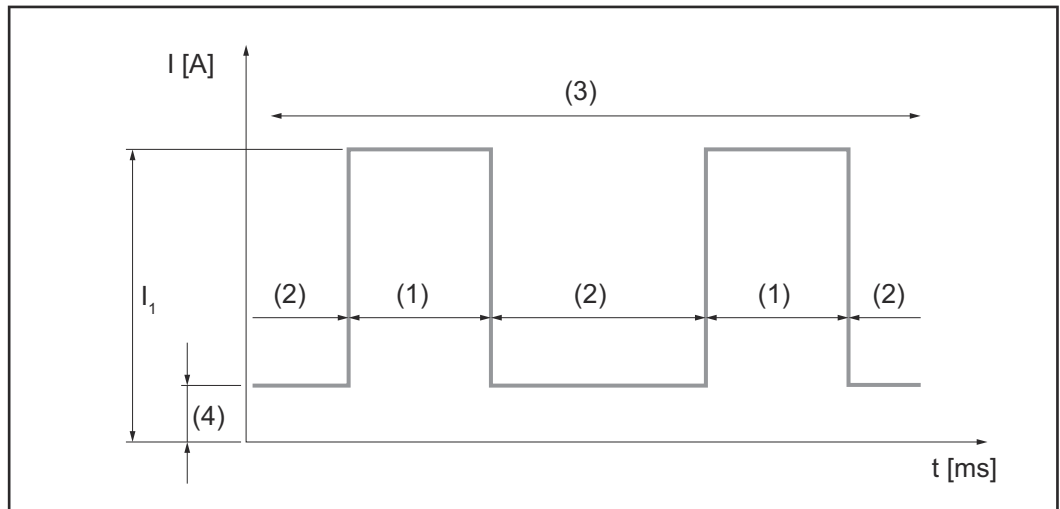 I [A]
(3)
I₁
(2)
(1)
(2)
(1)
(2)
(4)
t [ms]